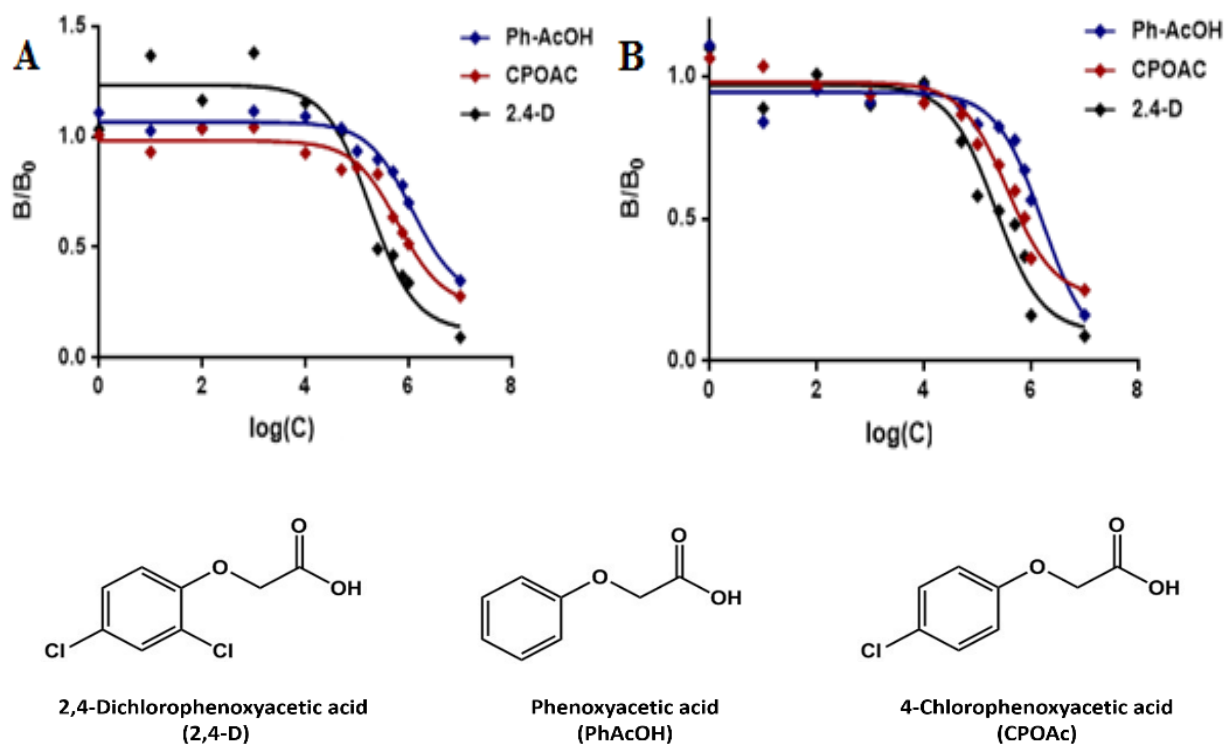 A
1.5
1.0
0.5
0.0
B/B0
0 2 4 6 8
log(C)
Ph-AcOH
CPOAC
2.4-D
B
1.0
0.5
0.0
B/B0
0 2 4 6 8
log(C)
Ph-AcOH
CPOAC
2.4-D
O
O
OH
Cl Cl
2,4-Dichlorophenoxyacetic acid
(2,4-D)
O
O
OH
Phenoxyacetic acid
(PhAcOH)
O
O
OH
Cl
4-Chlorophenoxyacetic acid
(CPOAc)